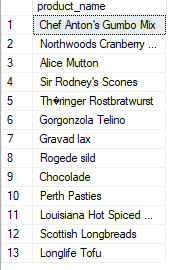 product_name
1 Chef Anton's Gumbo Mix
2 Northwoods Cranberry ...
3 Alice Mutton
4 Sir Rodney's Scones
5 Th�ringer Rostbratwurst
6 Gorgonzola Telino
7 Gravad lax
8 Rogede sild
9 Chocolade
10 Perth Pasties
11 Louisiana Hot Spiced ...
12 Scottish Longbreads
13 Longlife Tofu